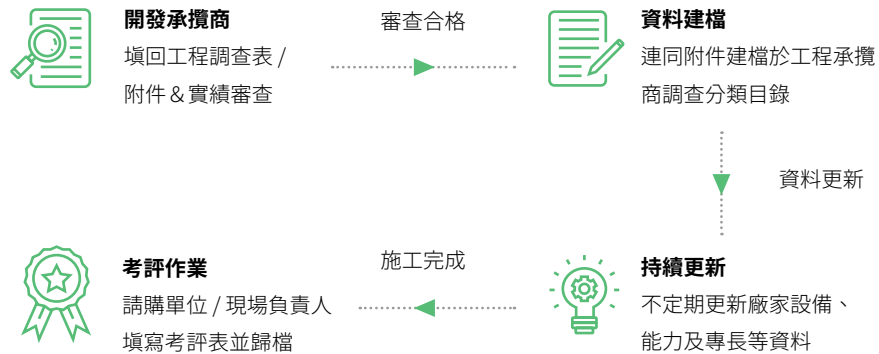 開發承攬商
填回工程調查表 /
附件 & 實績審查
審查合格
資料建檔
連同附件建檔於工程承攬
商調查分類目錄
資料更新
持續更新
不定期更新廠家設備、
能力及專長等資料
施工完成
考評作業
請購單位 / 現場負責人
填寫考評表並歸檔